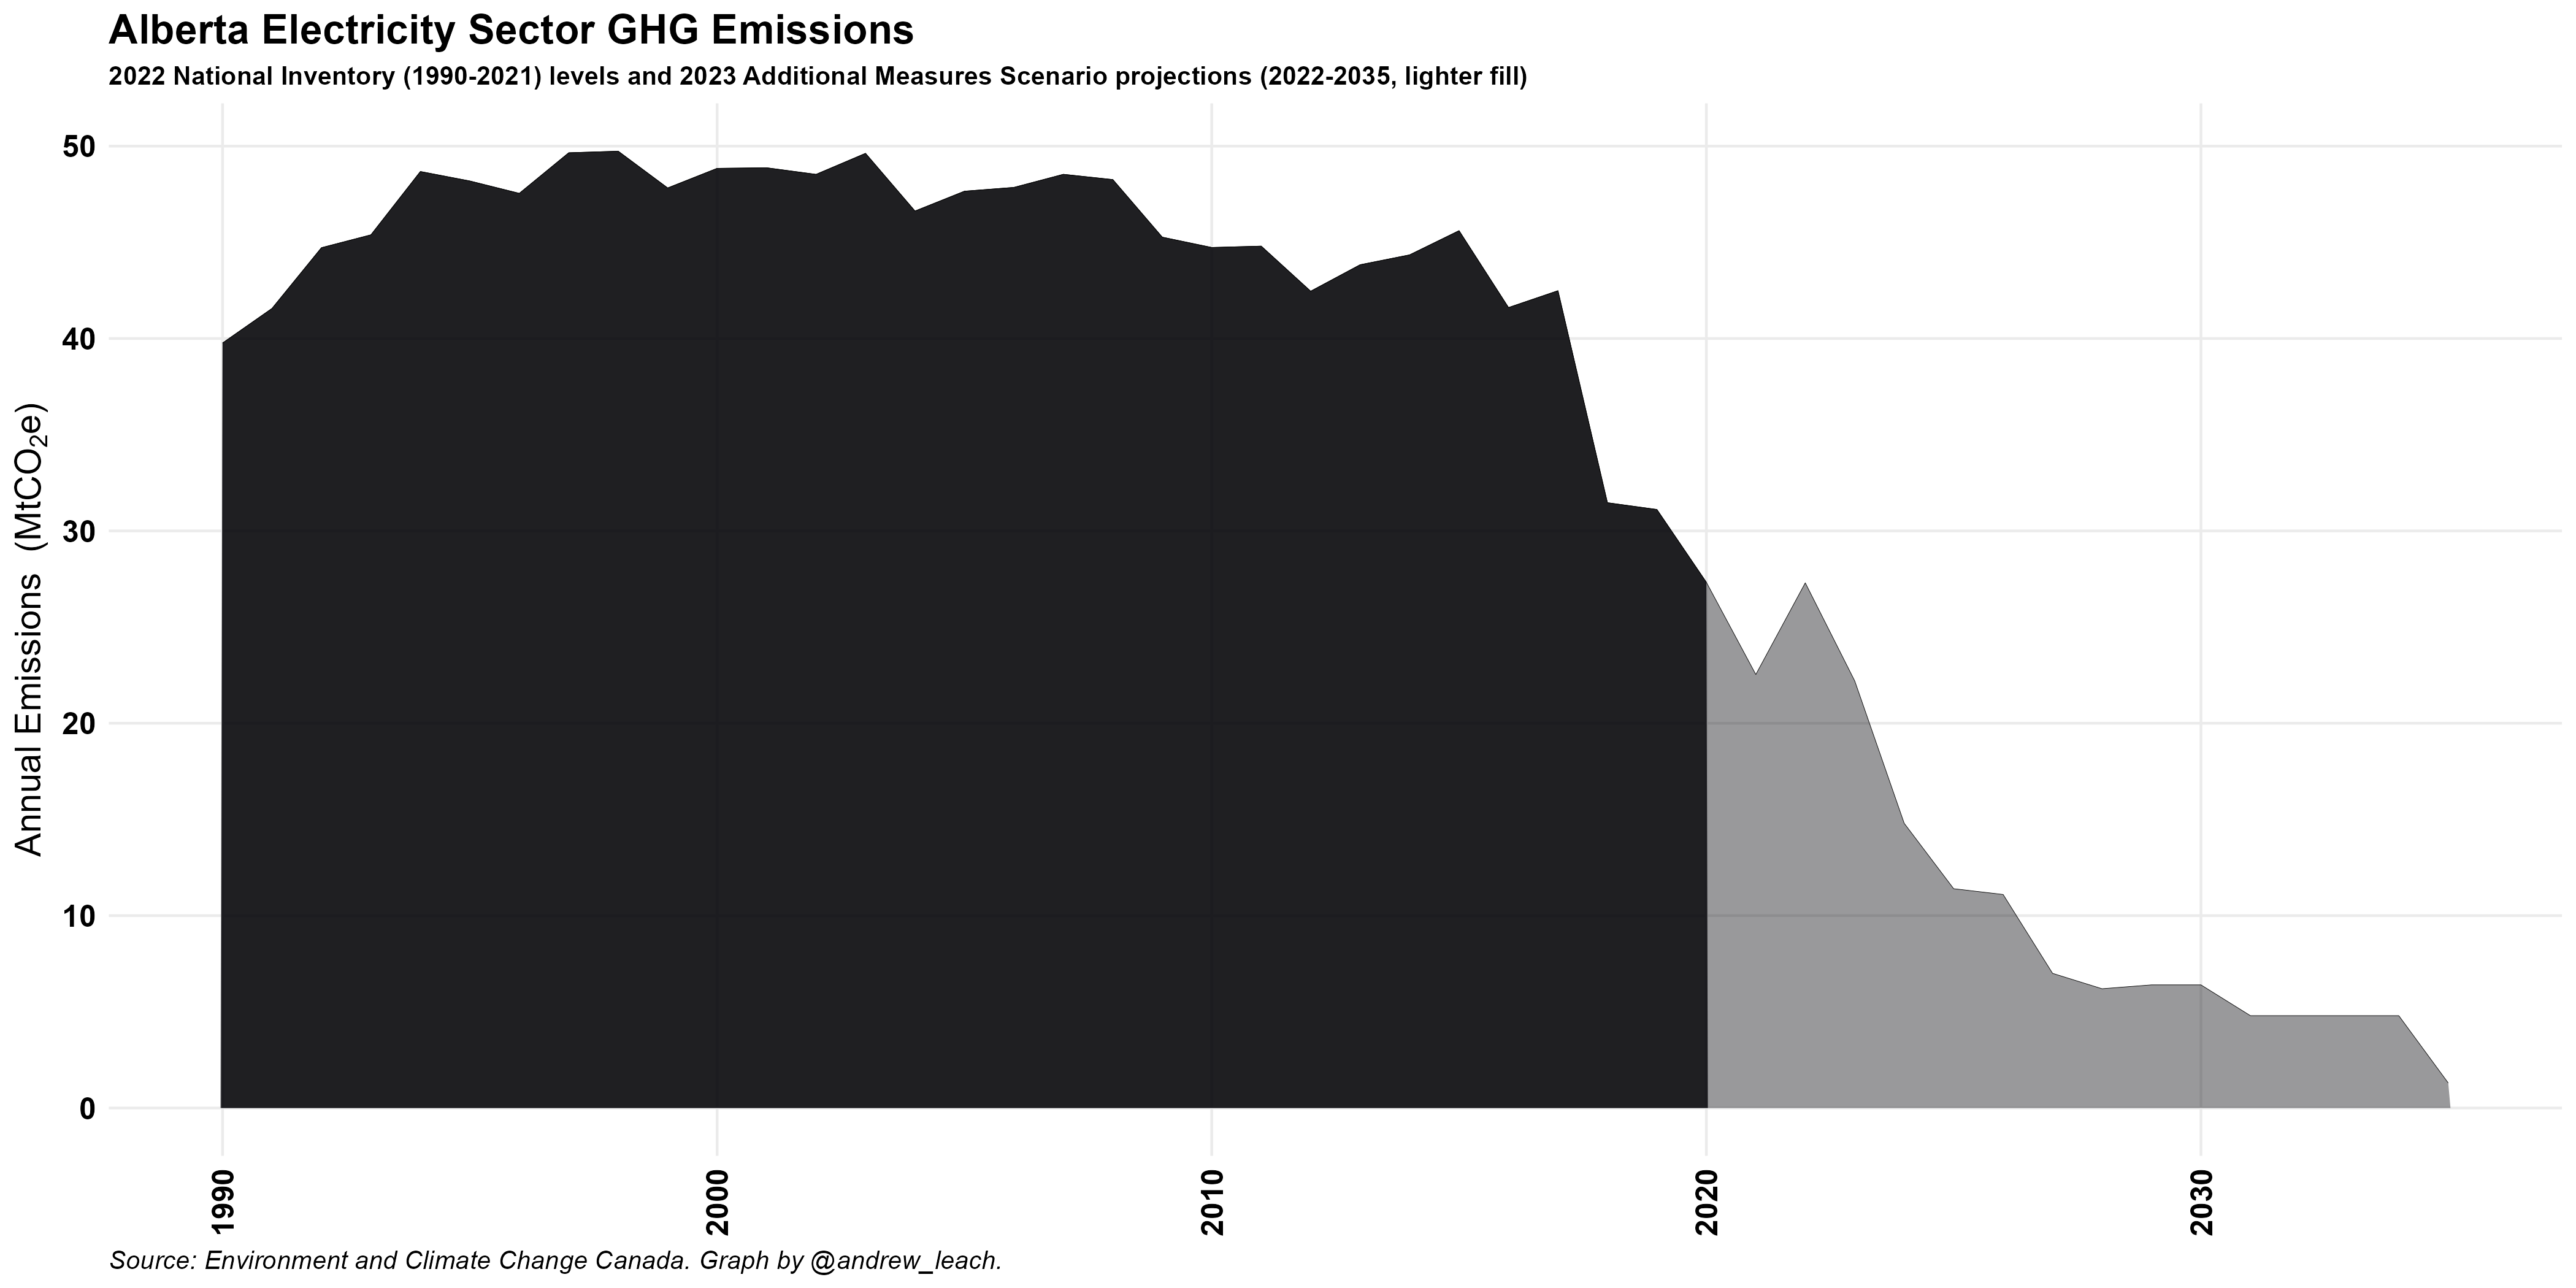 Alberta Electricity Sector GHG Emissions
2022 National Inventory (1990-2021) levels and 2023 Additional Measures Scenario projections (2022-2035, lighter fill)
Annual Emissions (MtCO₂e)
50
40
30
20
10
0
1990
2000
2010
2020
2030
Source: Environment and Climate Change Canada. Graph by @andrew_leach.